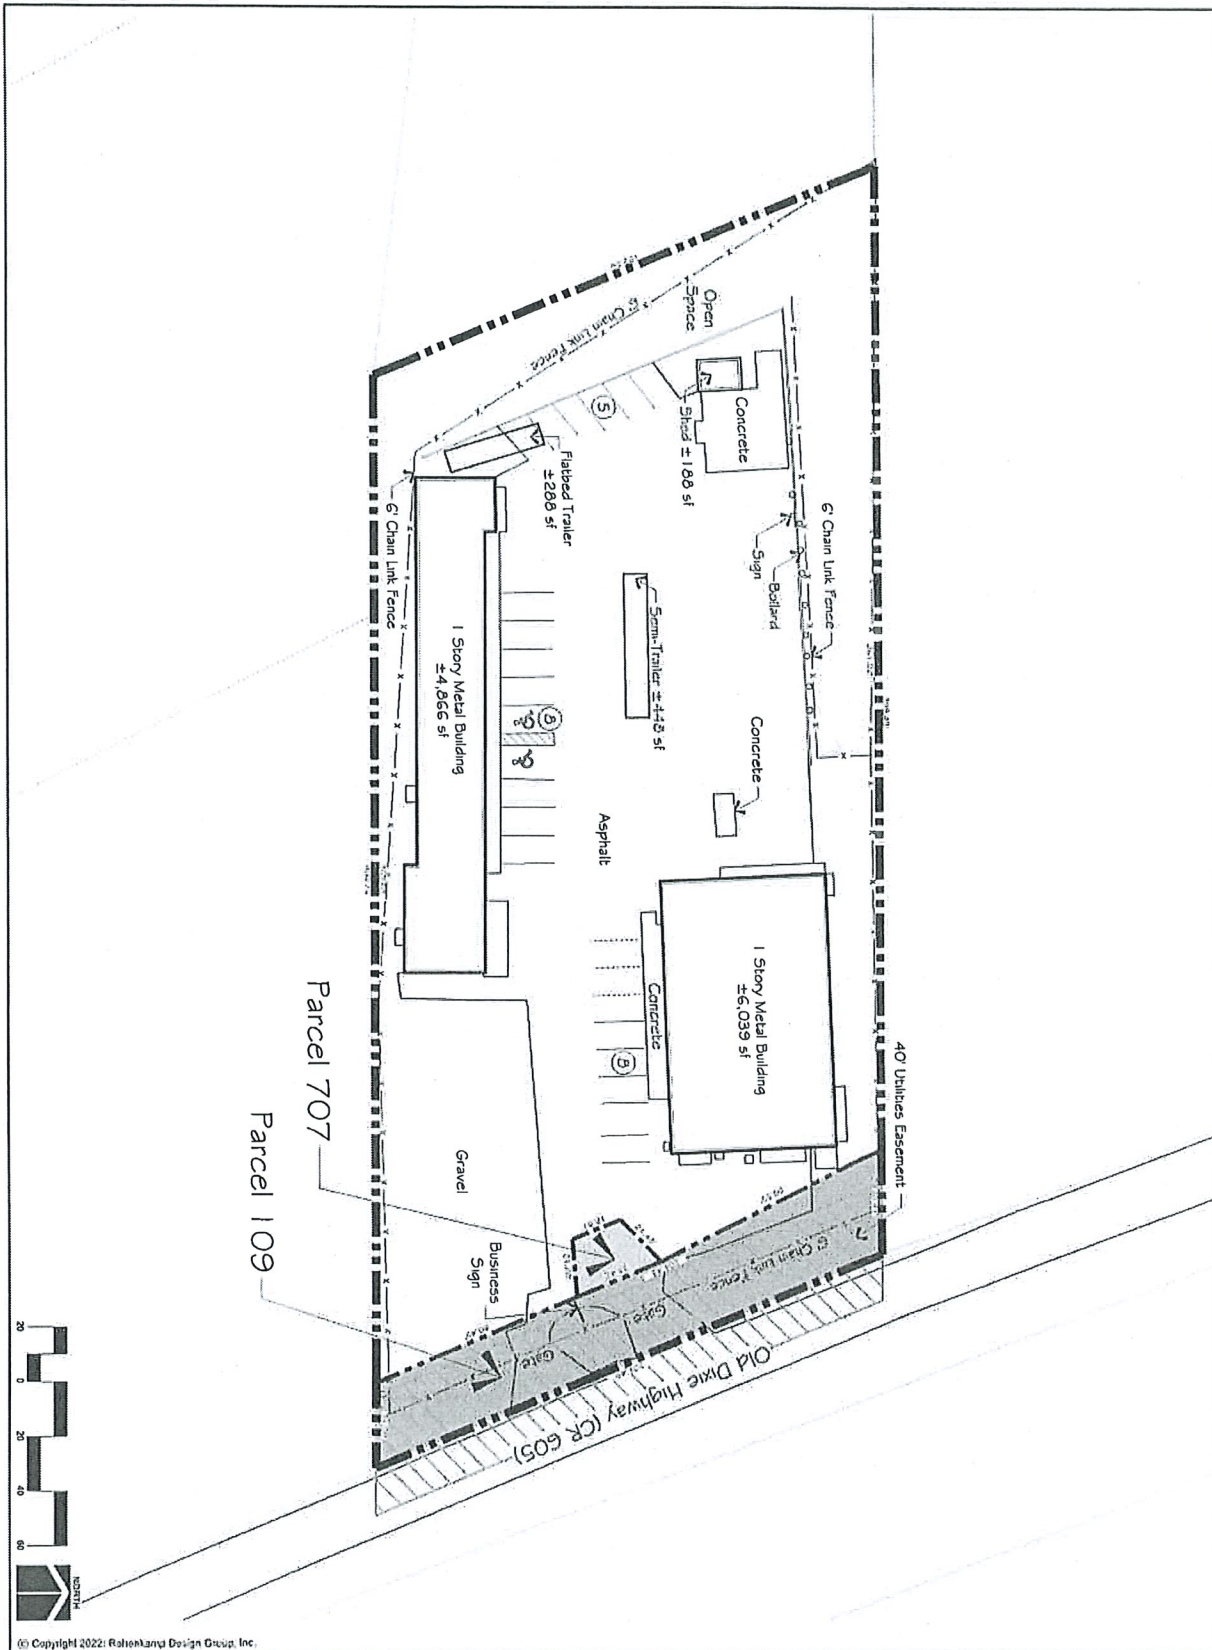 Open
Space
6' Chain Link Fence
Shed ±188 sf
Concrete
5
Flatbed Trailer
±288 sf
6' Chain Link Fence
Sign
Bollard
6' Chain Link Fence
Semi-Trailer ±448 sf
1 Story Metal Building
±4,866 sf
8
Concrete
Asphalt
1 Story Metal Building
±6,039 sf
Concrete
8
40' Utilities Easement
Parcel 707
Parcel 109
Gravel
Business
Sign
6' Chain Link Fence
Gate
Gate
Old Dixie Highway (CR 605)
20
0
20
40
60
NORTH
© Copyright 2022: Rohenkamp Design Group, Inc.